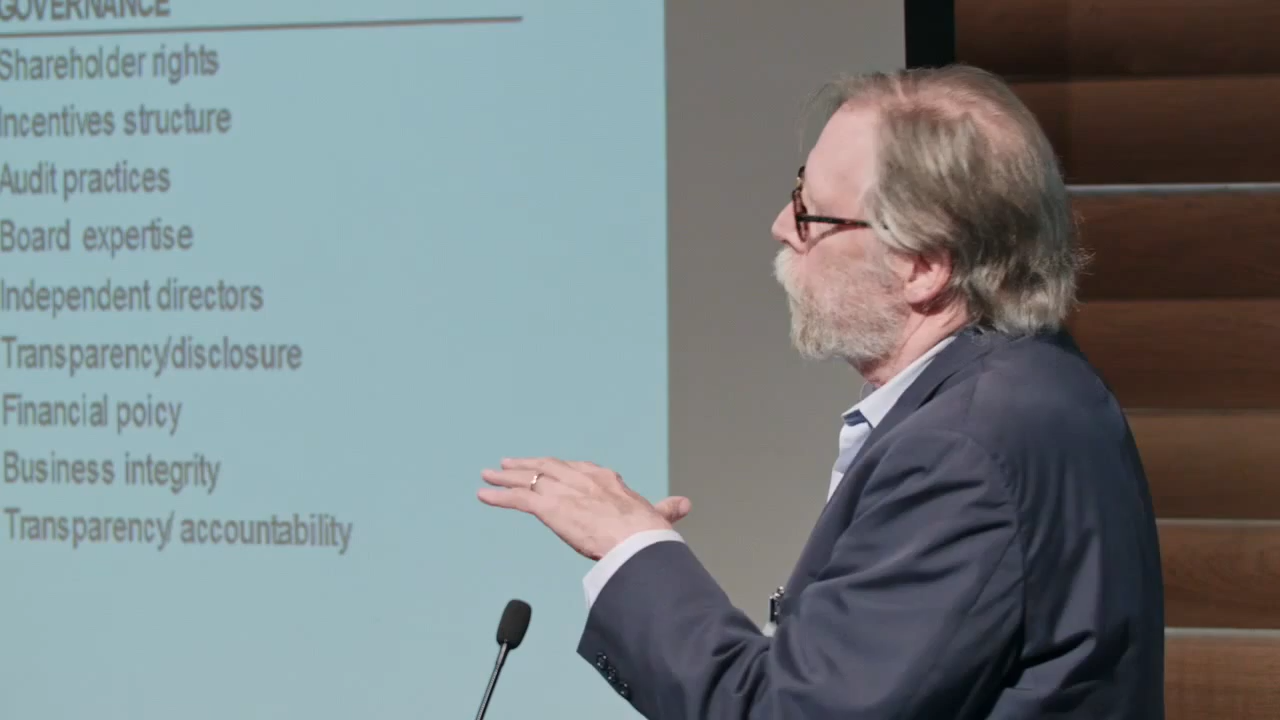 GOVERNANCE
Shareholder rights
Incentives structure
Audit practices
Board expertise
Independent directors
Transparency/disclosure
Financial poicy
Business integrity
Transparency/ accountability